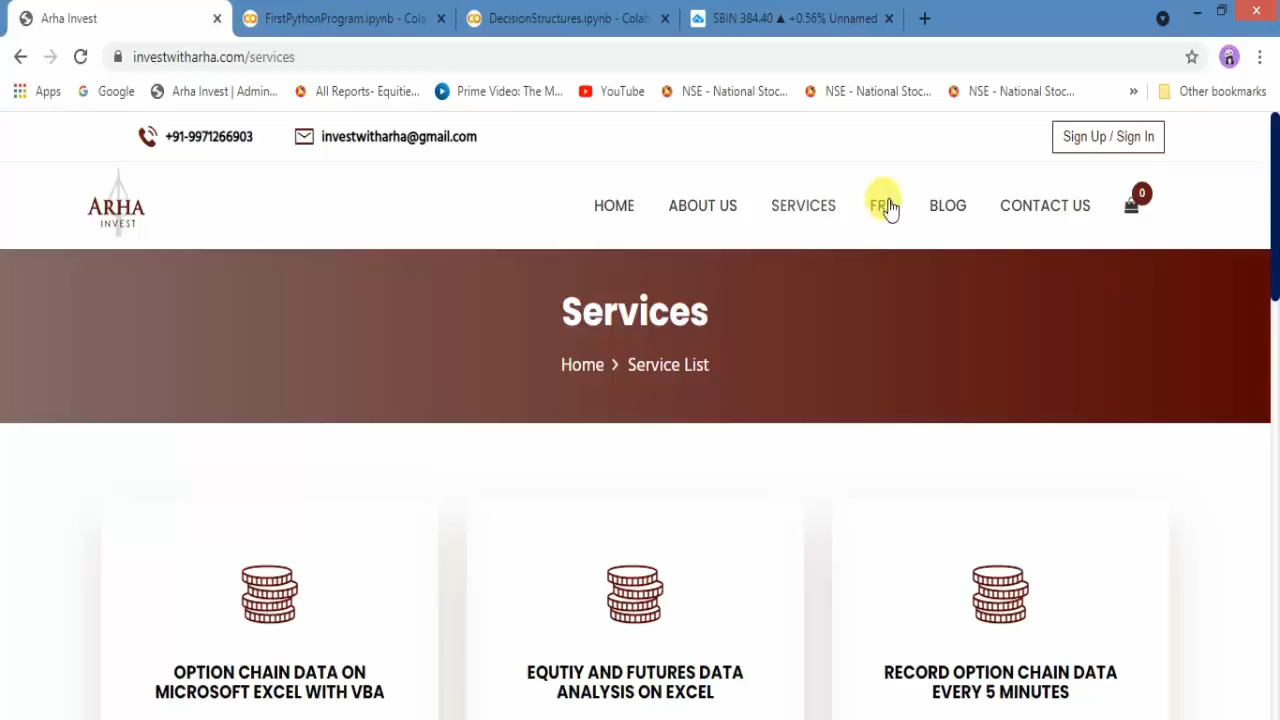 Arha Invest
FirstPythonProgram.ipynb - Cola
DecisionStructures.ipynb - Colab
SBIN 384.40 ▲ +0.56% Unnamed
investwitharha.com/services
Apps
Google
Arha Invest | Admin...
All Reports- Equitie...
Prime Video: The M...
YouTube
NSE - National Stoc...
NSE - National Stoc...
NSE - National Stoc...
»
Other bookmarks
+91-9971266903
investwitharha@gmail.com
Sign Up / Sign In
ARHA
INVEST
HOME
ABOUT US
SERVICES
BLOG
CONTACT US
0
Services
Home > Service List
OPTION CHAIN DATA ON
MICROSOFT EXCEL WITH VBA
EQUTIY AND FUTURES DATA
ANALYSIS ON EXCEL
RECORD OPTION CHAIN DATA
EVERY 5 MINUTES